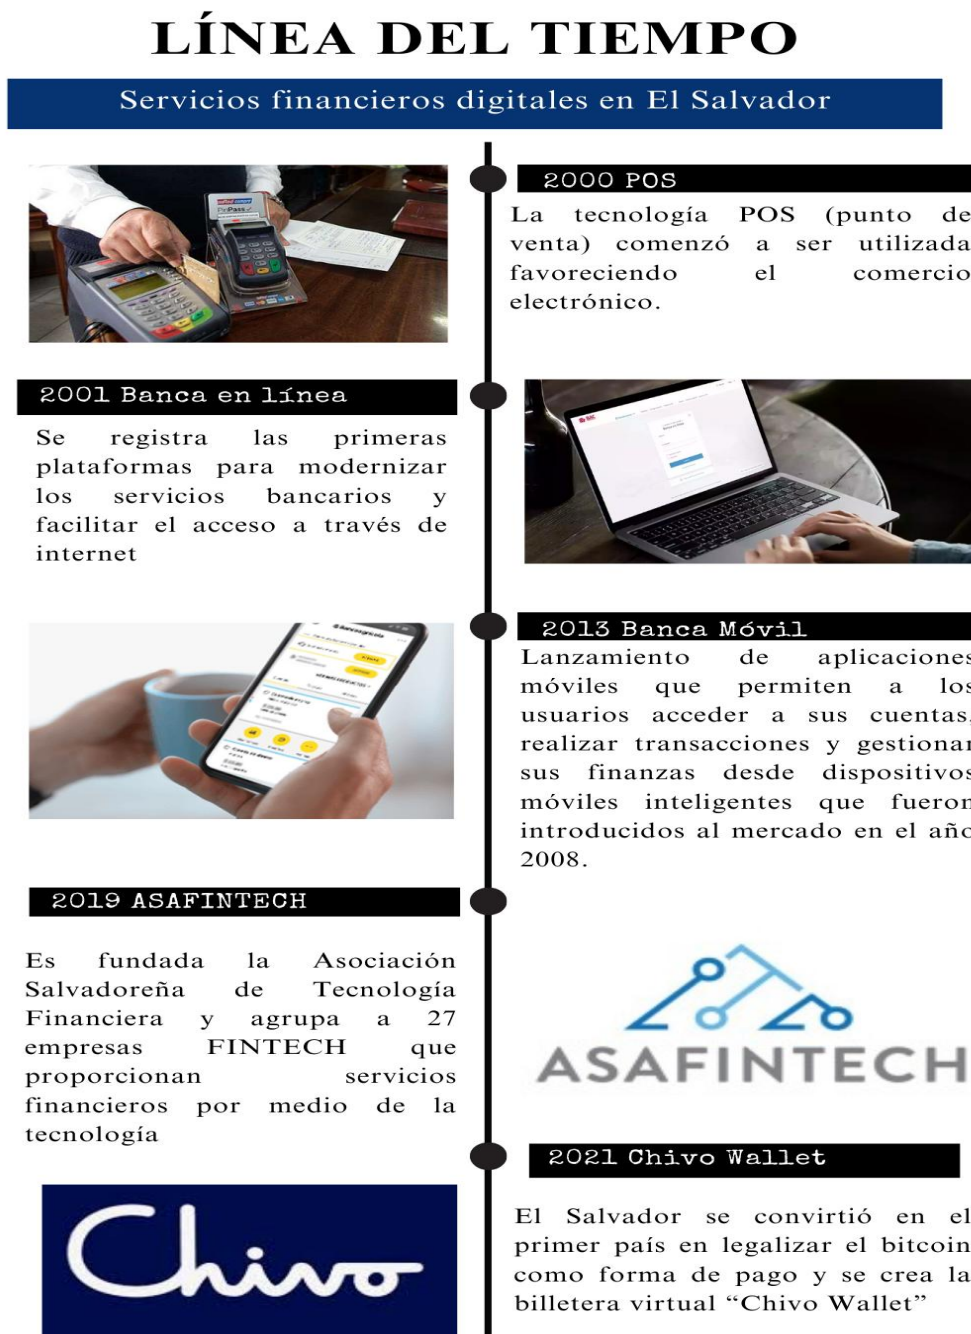 LÍNEA DEL TIEMPO
Servicios financieros digitales en El Salvador
2000 POS
La tecnología POS (punto de
venta) comenzó a ser utilizada
favoreciendo el comercio
electrónico.
2001 Banca en línea
Se registra las primeras
plataformas para modernizar
los servicios bancarios y
facilitar el acceso a través de
internet
2013 Banca Móvil
Lanzamiento de aplicaciones
móviles que permiten a los
usuarios acceder a sus cuentas,
realizar transacciones y gestionar
sus finanzas desde dispositivos
móviles inteligentes que fueron
introducidos al mercado en el año
2008.
2019 ASAFINTECH
Es fundada la Asociación
Salvadoreña de Tecnología
Financiera y agrupa a 27
empresas FINTECH que
proporcionan servicios
financieros por medio de la
tecnología
ASAFINTECH
2021 Chivo Wallet
El Salvador se convirtió en el
primer país en legalizar el bitcoin
como forma de pago y se crea la
billetera virtual “Chivo Wallet”
Chivo